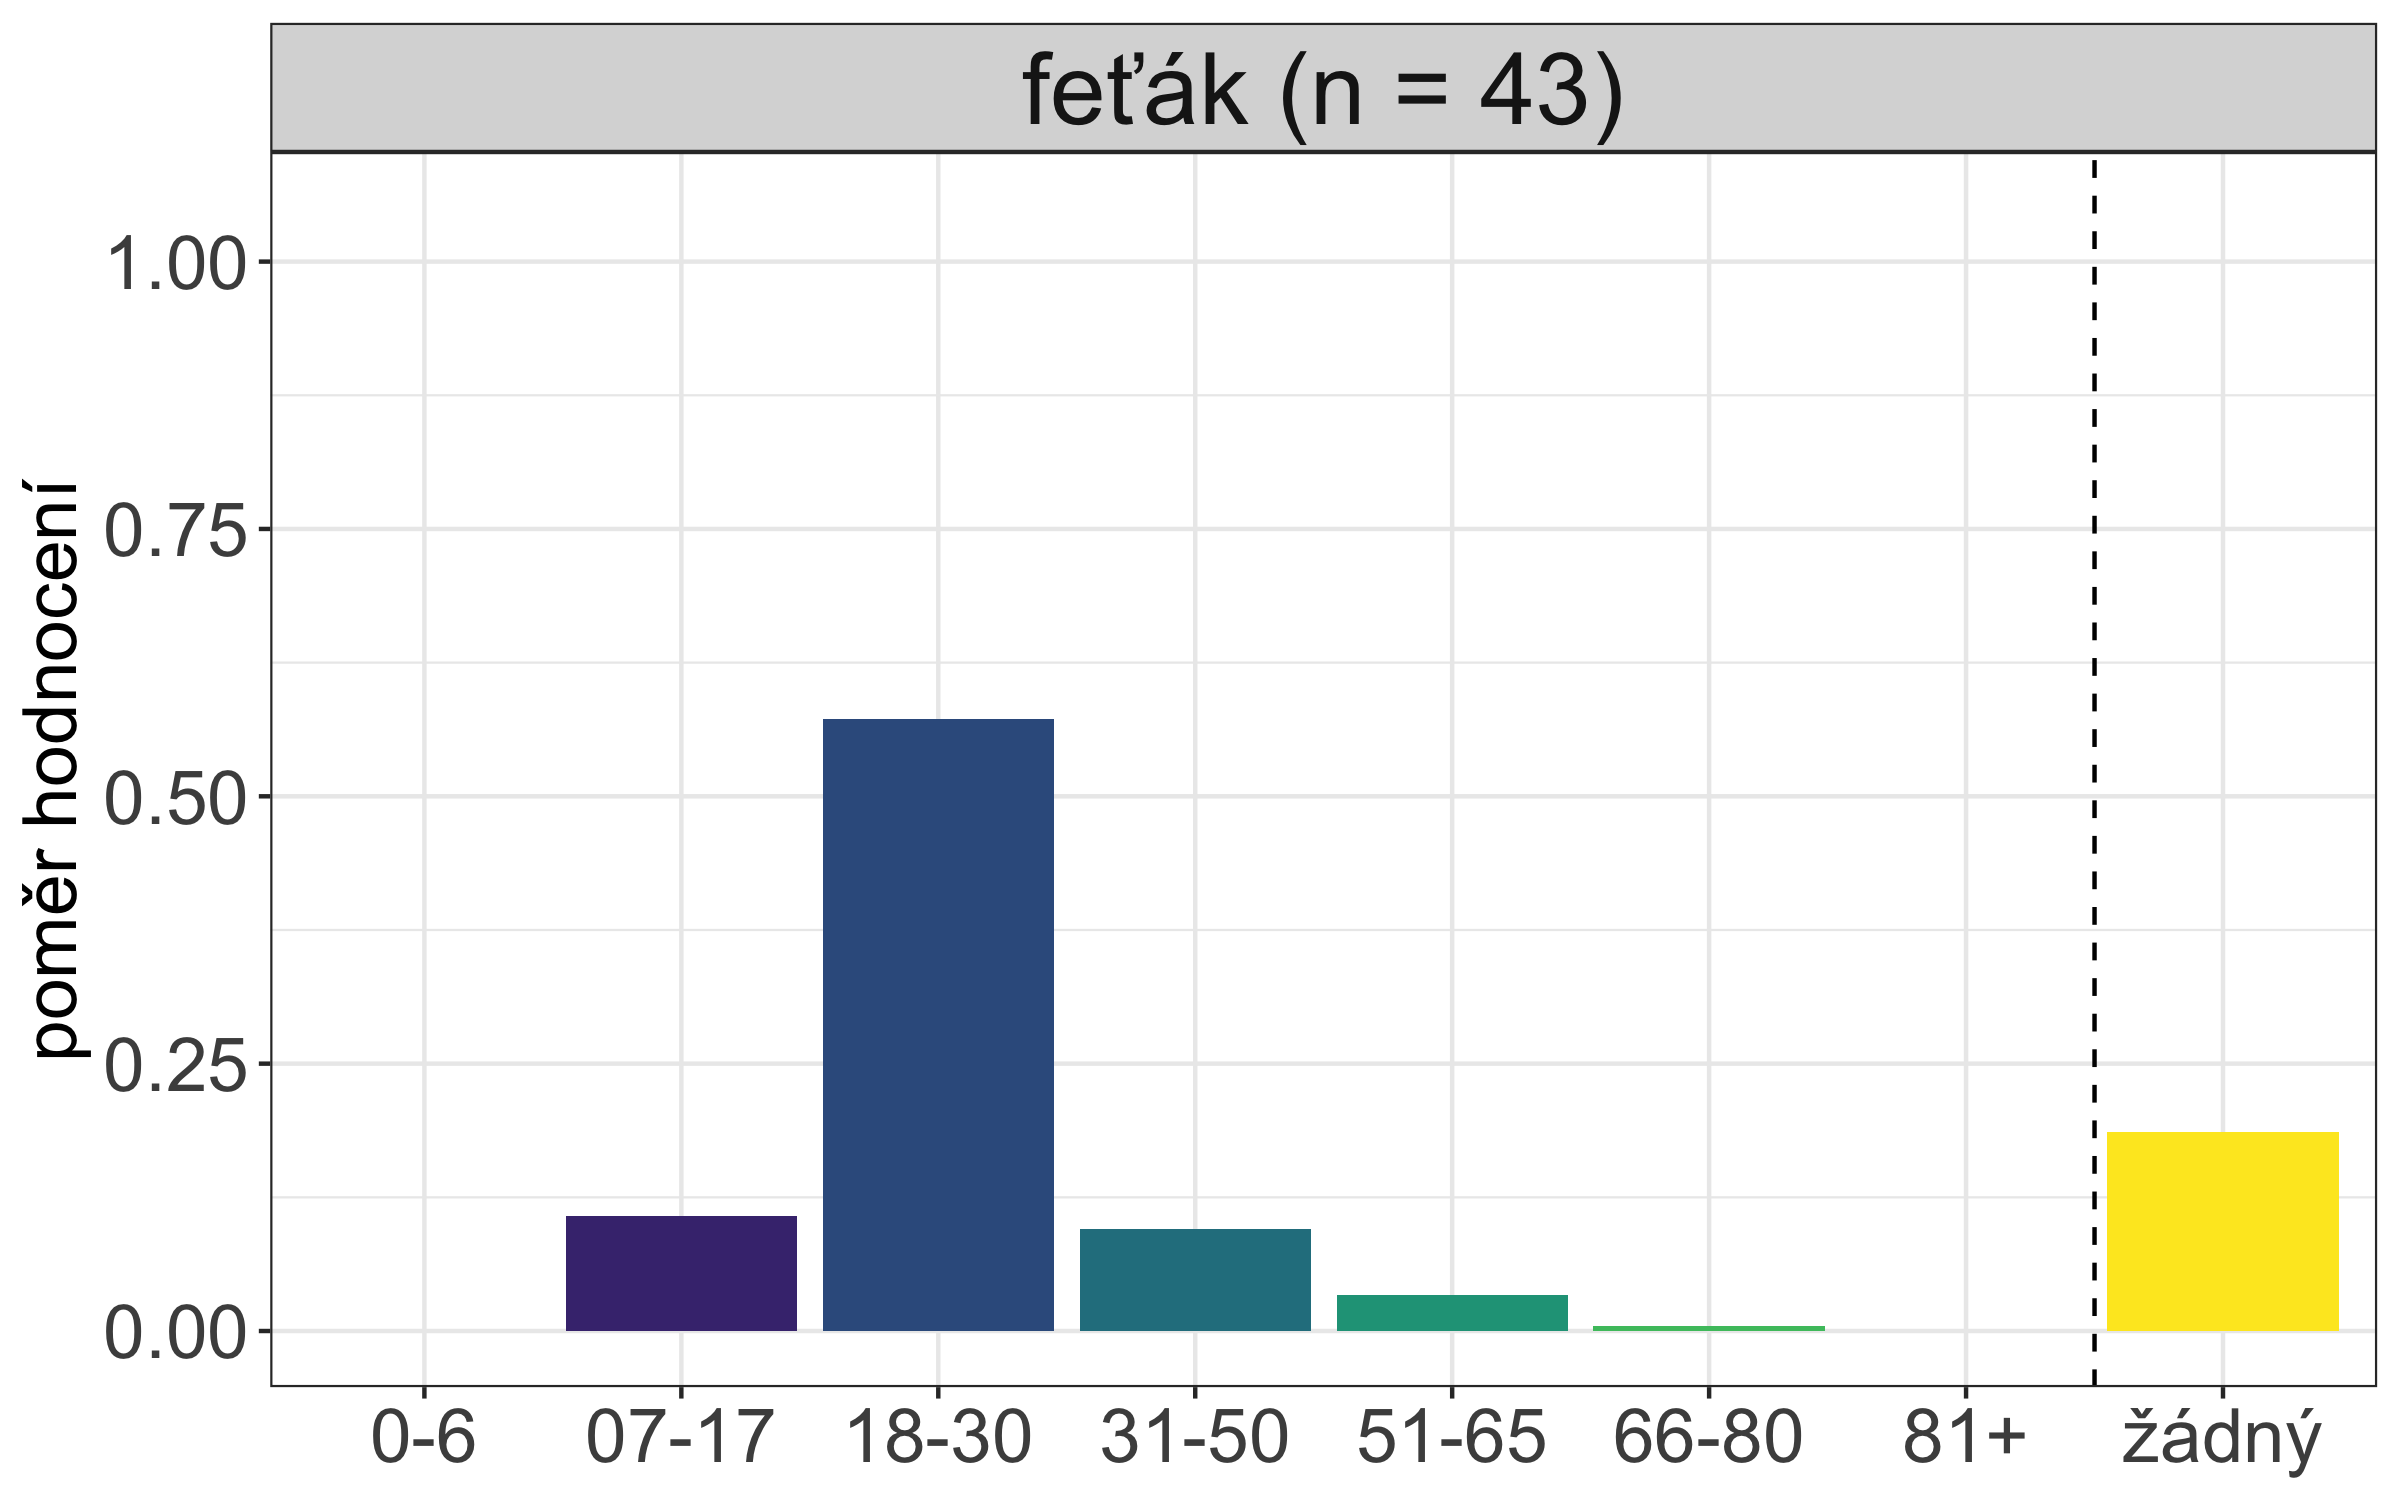 feťák (n = 43)
poměr hodnocení
1.00
0.75
0.50
0.25
0.00
0-6 07-17 18-30 31-50 51-65 66-80 81+ žádný